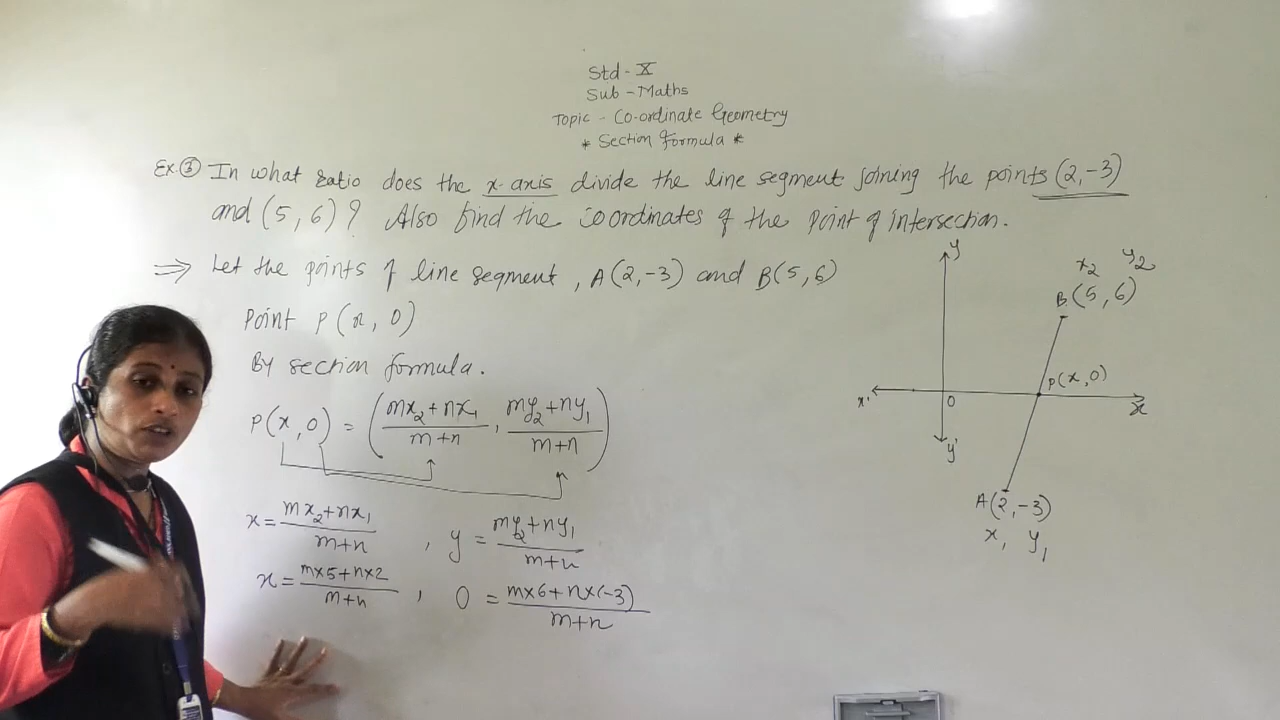 Std - X
Sub - Maths
Topic - Co-ordinate Geometry
* Section formula *
Ex ③ In what ratio does the x-axis divide the line segment joining the points (2,-3)
and (5, 6)? Also find the coordinates of the point of intersection.
⇒ Let the points of line segment, A(2,-3) and B(5,6)
Point P(x, 0)
By section formula.
P(x,0) = ( mx₂+nx₁ / m+n , my₂+ny₁ / m+n )
x = mx₂+nx₁ / m+n , y = my₂+ny₁ / m+n
x = m×5+n×2 / m+n , 0 = m×6+n×(-3) / m+n
y
x₂ y₂
B(5,6)
P(x,0)
x' 0 x
y'
A(2,-3)
x, y₁